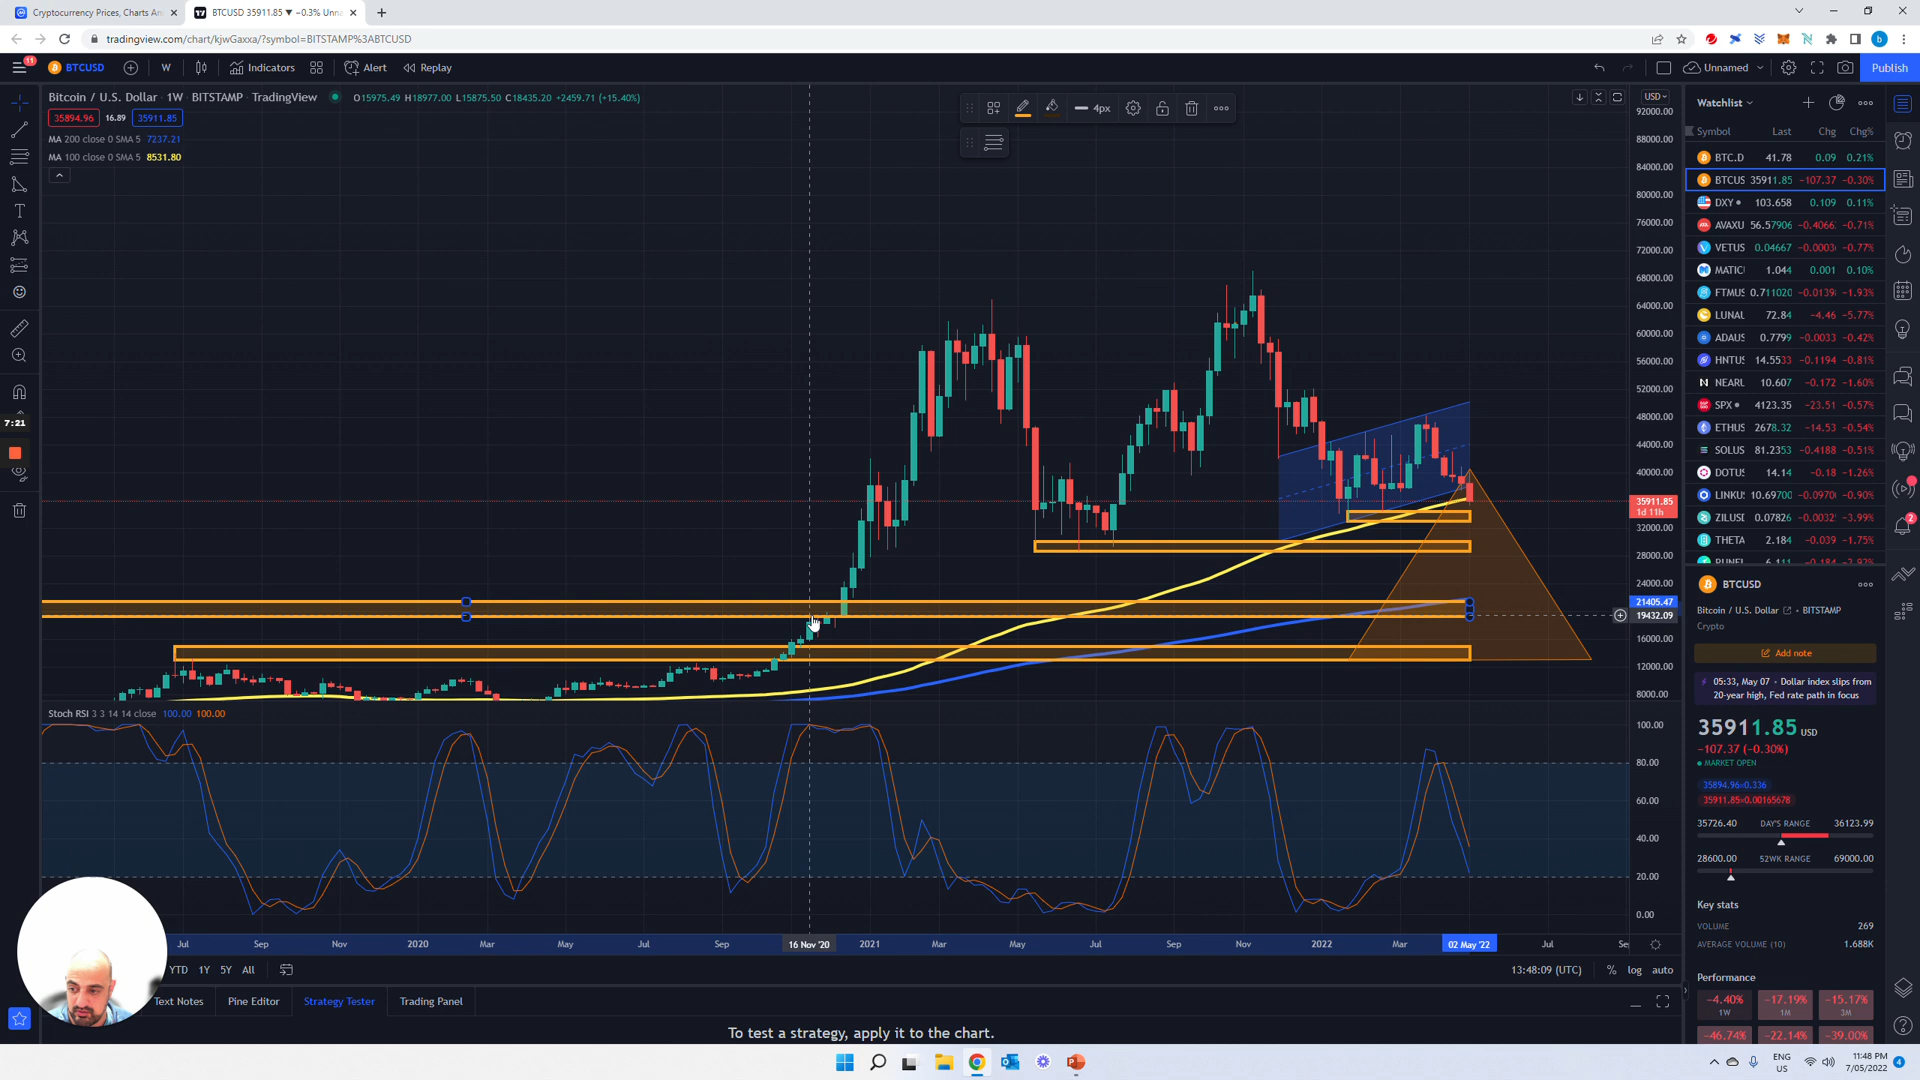 Cryptocurrency Prices, Charts An
BTCUSD 35911.85 ▼ −0.3% Unna
tradingview.com/chart/kjwGaxxa/?symbol=BITSTAMP%3ABTCUSD
11
BTCUSD
W
Indicators
Alert
Replay
Unnamed
Publish
Bitcoin / U.S. Dollar · 1W · BITSTAMP · TradingView
O15975.49 H18977.00 L15875.50 C18435.20 +2459.71 (+15.40%)
35894.96 16.89 35911.85
MA 200 close 0 SMA 5 7237.21
MA 100 close 0 SMA 5 8531.80
4px
USD
92000.00
88000.00
84000.00
80000.00
76000.00
72000.00
68000.00
64000.00
60000.00
56000.00
52000.00
48000.00
44000.00
40000.00
35911.85
1d 11h
32000.00
28000.00
24000.00
21405.47
19432.09
16000.00
12000.00
8000.00
7:21
Stoch RSI 3 3 14 14 close 100.00 100.00
100.00
80.00
60.00
40.00
20.00
0.00
Jul Sep Nov 2020 Mar May Jul Sep 16 Nov '20 2021 Mar May Jul Sep Nov 2022 Mar 02 May '22 Jul Se
YTD 1Y 5Y All
13:48:09 (UTC) % log auto
Text Notes Pine Editor Strategy Tester Trading Panel
To test a strategy, apply it to the chart.
Watchlist
Symbol Last Chg Chg%
BTC.D 41.78 0.09 0.21%
BTCUS 35911.85 −107.37 −0.30%
DXY 103.658 0.109 0.11%
AVAXU 56.57906 −0.4066 −0.71%
VETUS 0.04667 −0.0003 −0.77%
MATIC 1.044 0.001 0.10%
FTMUS 0.711020 −0.0139 −1.93%
LUNAU 72.84 −4.46 −5.77%
ADAUS 0.7799 −0.0033 −0.42%
HNTUS 14.5533 −0.1194 −0.81%
NEARU 10.607 −0.172 −1.60%
SPX 4123.35 −23.51 −0.57%
ETHUS 2678.32 −14.53 −0.54%
SOLUS 81.2353 −0.4188 −0.51%
DOTUS 14.14 −0.18 −1.26%
LINKU 10.69700 −0.0970 −0.90%
ZILUSD 0.07826 −0.0032 −3.99%
THETA 2.184 −0.039 −1.75%
2
BTCUSD
Bitcoin / U.S. Dollar • BITSTAMP
Crypto
Add note
05:33, May 07 • Dollar index slips from
20-year high, Fed rate path in focus
35911.85 USD
−107.37 (−0.30%)
MARKET OPEN
35894.96×0.336
35911.85×0.00165678
35726.40 DAY'S RANGE 36123.99
28600.00 52WK RANGE 69000.00
Key stats
VOLUME 269
AVERAGE VOLUME (10) 1.688K
Performance
−4.40% −17.19% −15.17%
1W 1M 3M
−46.74% −22.14% −39.00%
ENG
US
11:48 PM
7/05/2022
4